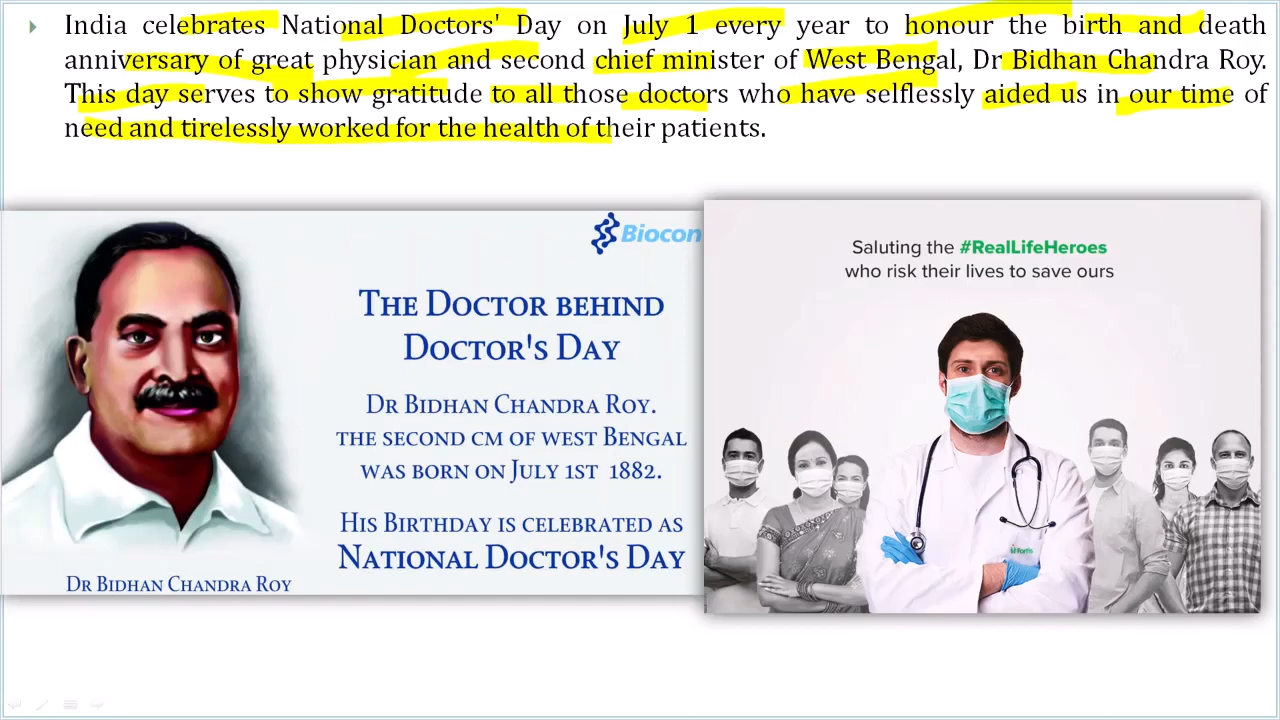 India celebrates National Doctors' Day on July 1 every year to honour the birth and death
anniversary of great physician and second chief minister of West Bengal, Dr Bidhan Chandra Roy.
This day serves to show gratitude to all those doctors who have selflessly aided us in our time of
need and tirelessly worked for the health of their patients.
Biocon
The Doctor behind
Doctor's Day
Dr Bidhan Chandra Roy.
the second cm of west Bengal
was born on July 1st 1882.
His Birthday is celebrated as
National Doctor's Day
Dr Bidhan Chandra Roy
Saluting the #RealLifeHeroes
who risk their lives to save ours
Fortis